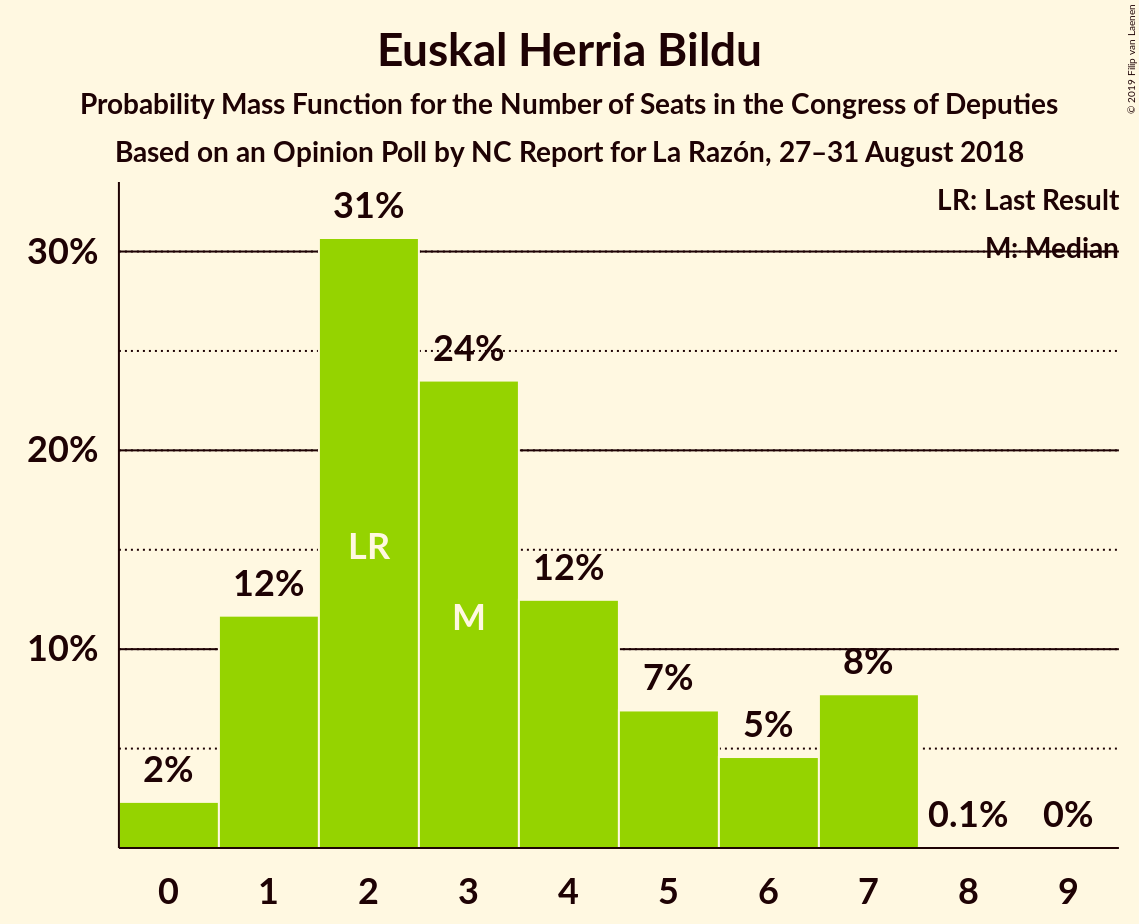 Euskal Herria Bildu
Probability Mass Function for the Number of Seats in the Congress of Deputies
Based on an Opinion Poll by NC Report for La Razón, 27–31 August 2018
© 2019 Filip van Laenen
LR: Last Result
M: Median
30%
20%
10%
2%
12%
31%
24%
12%
7%
5%
8%
0.1%
0%
LR
M
0 1 2 3 4 5 6 7 8 9